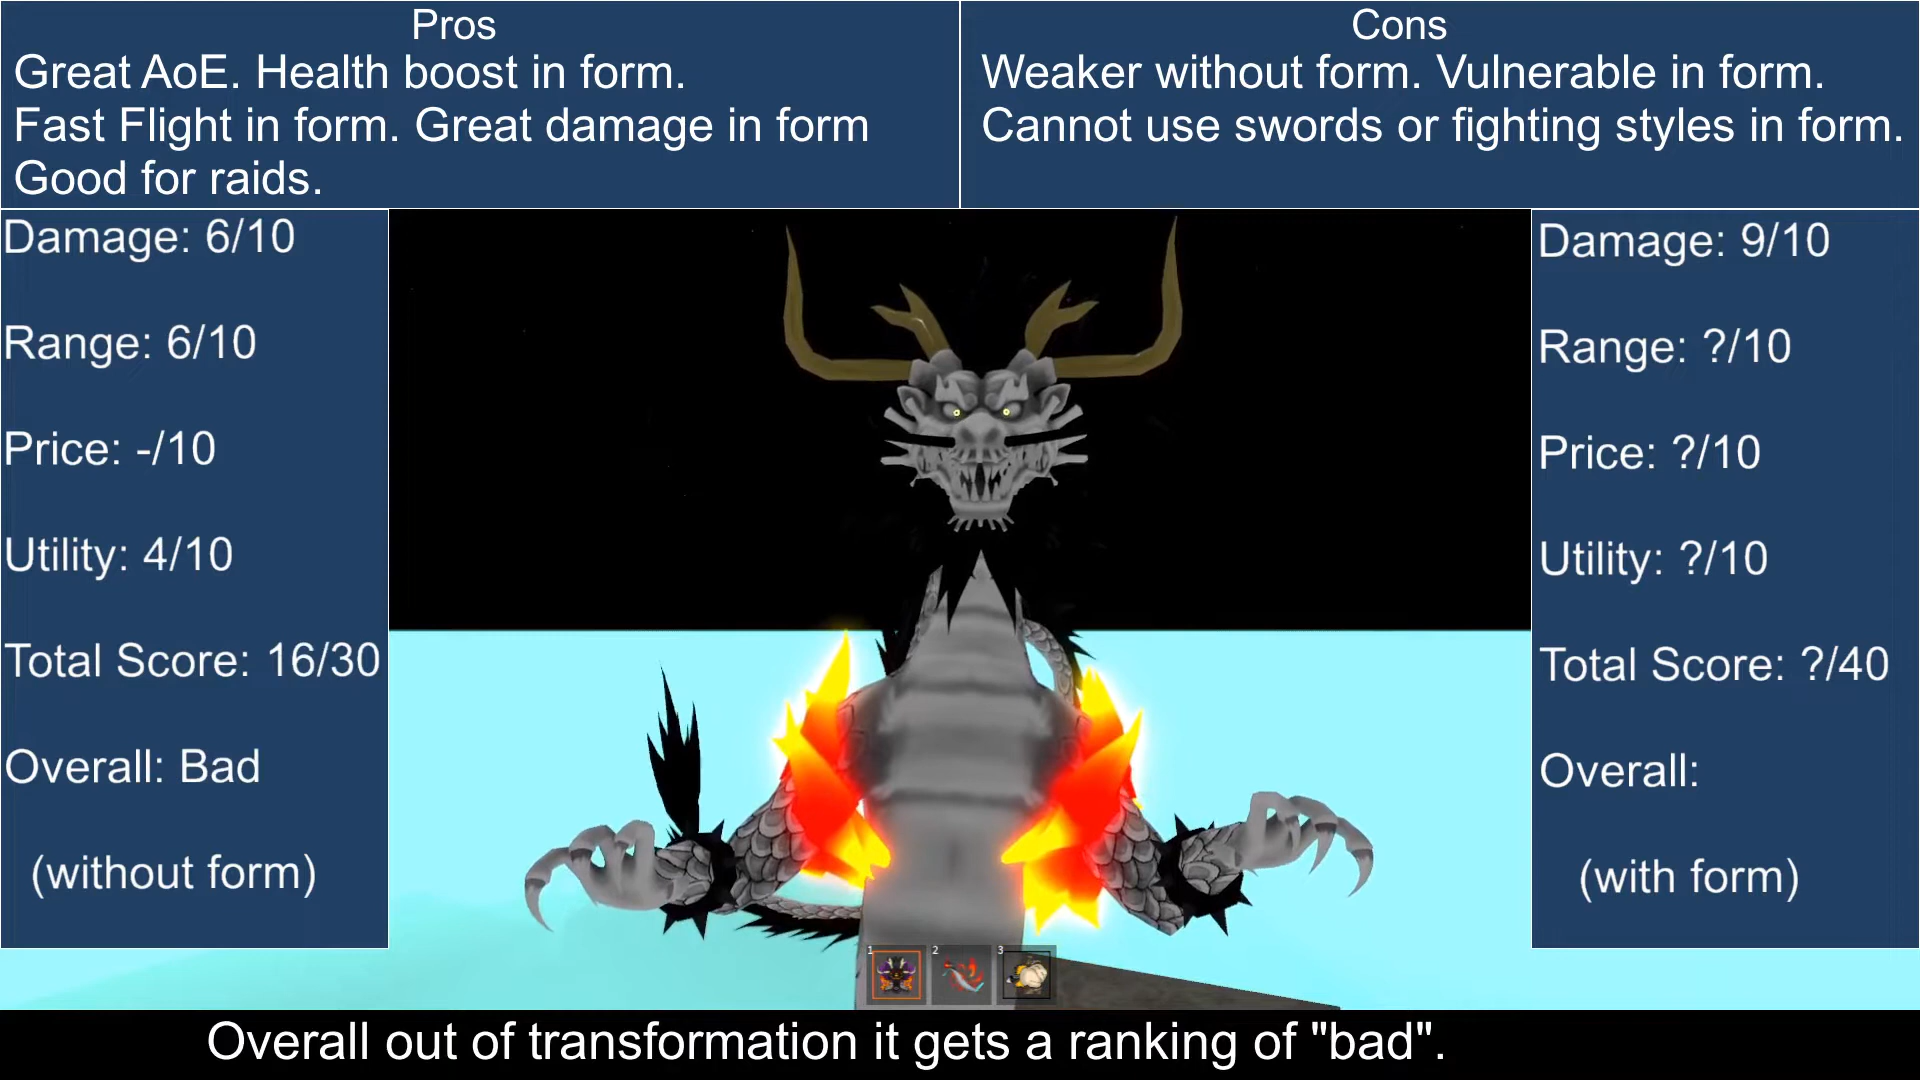 Pros
Great AoE. Health boost in form.
Fast Flight in form. Great damage in form
Good for raids.
Cons
Weaker without form. Vulnerable in form.
Cannot use swords or fighting styles in form.
Damage: 6/10
Range: 6/10
Price: -/10
Utility: 4/10
Total Score: 16/30
Overall: Bad
(without form)
Damage: 9/10
Range: ?/10
Price: ?/10
Utility: ?/10
Total Score: ?/40
Overall:
(with form)
1 2 3
Overall out of transformation it gets a ranking of "bad".